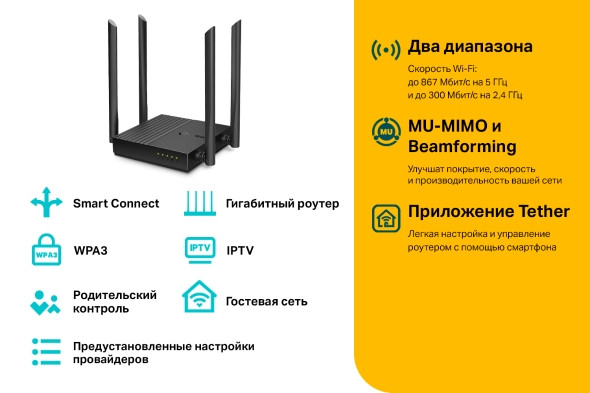 Smart Connect
Гигабитный роутер
WPA3
WPA3
IPTV
IPTV
Родительский
контроль
Гостевая сеть
Предустановленные настройки
провайдеров
Два диапазона
Скорость Wi-Fi:
до 867 Мбит/с на 5 ГГц
и до 300 Мбит/с на 2,4 ГГц
MU
MU-MIMO и
Beamforming
Улучшат покрытие, скорость
и производительность вашей сети
Приложение Tether
Легкая настройка и управление
роутером с помощью смартфона